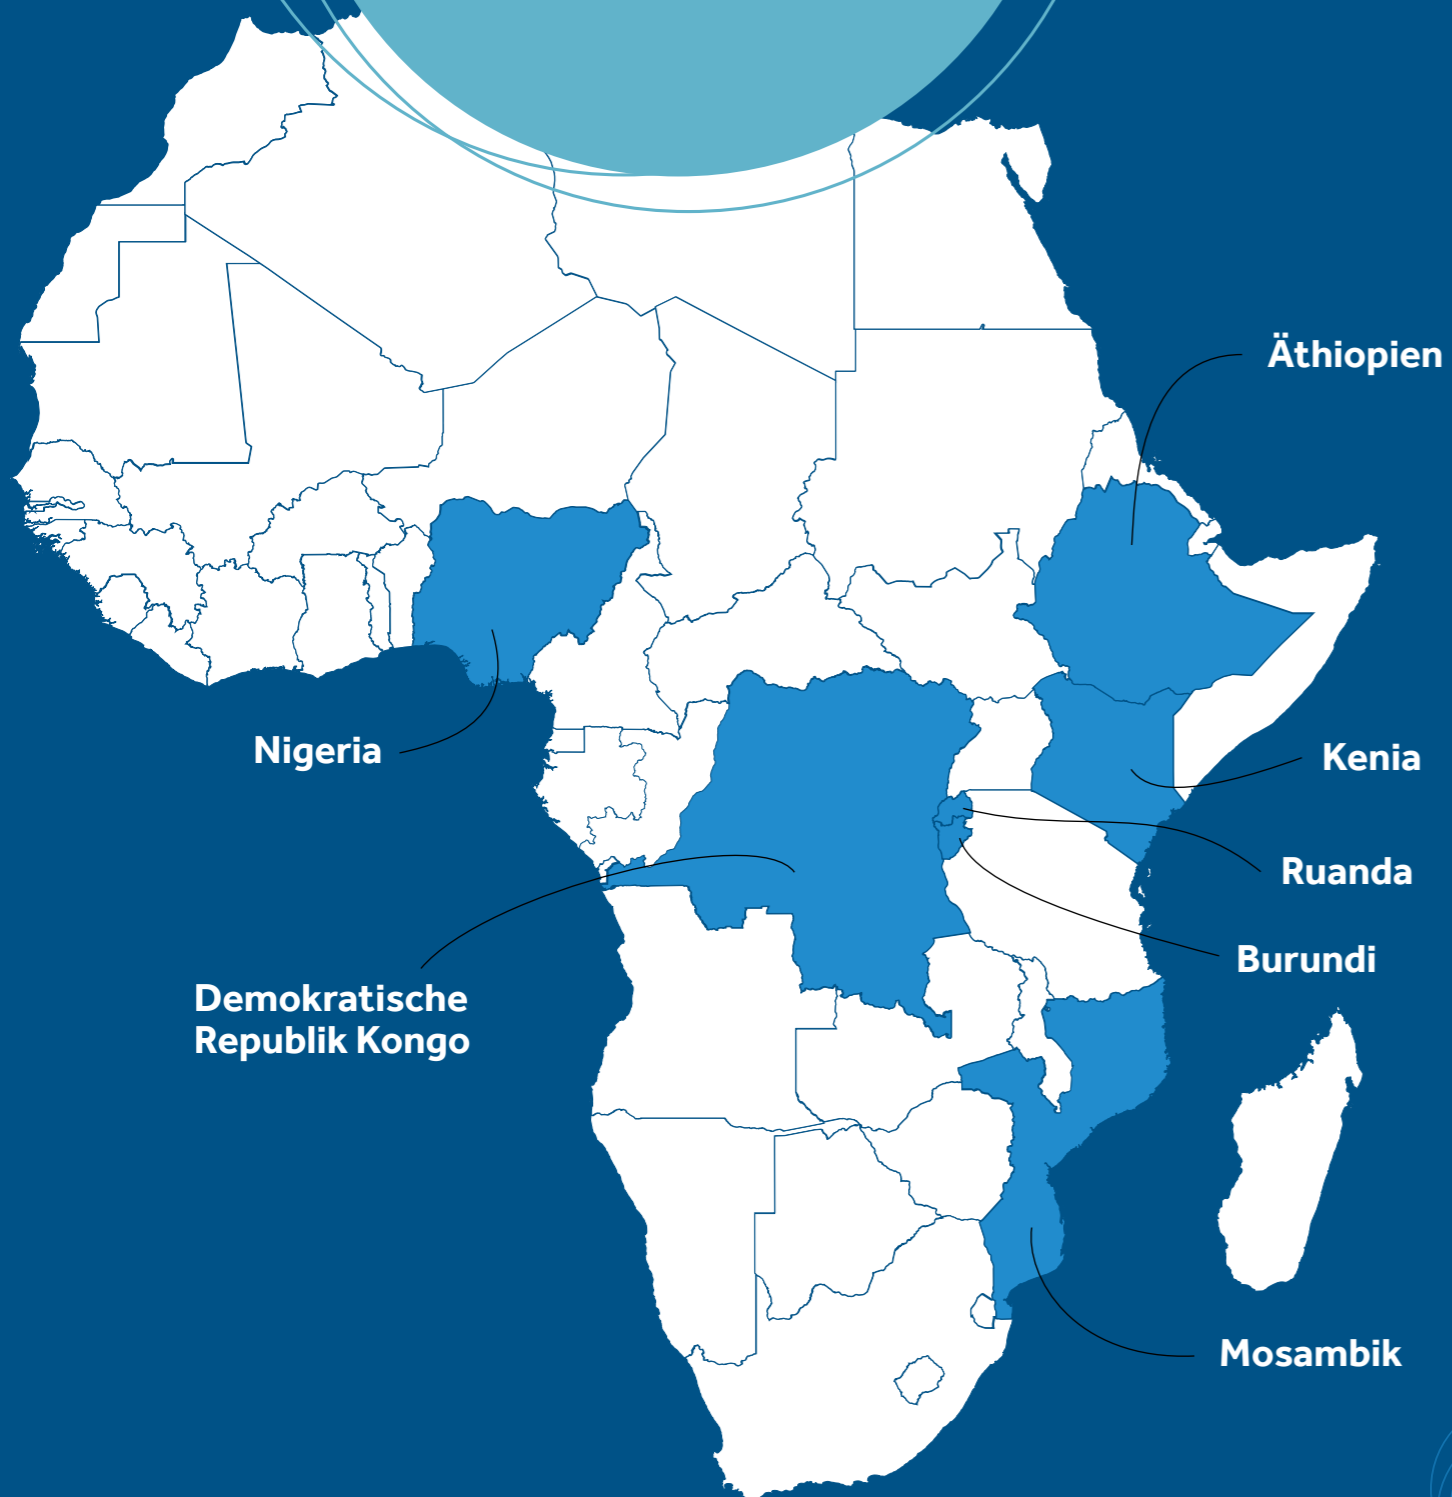 Äthiopien
Nigeria
Kenia
Ruanda
Burundi
Demokratische
Republik Kongo
Mosambik